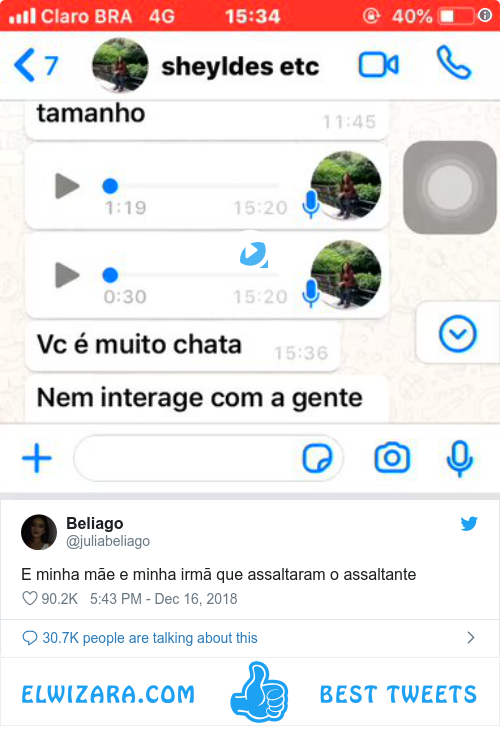 Claro BRA 4G 15:34 40%
7 sheyldes etc
tamanho
11:45
1:19 15:20
0:30 15:20
Vc é muito chata 15:36
Nem interage com a gente
Beliago
@juliabeliago
E minha mãe e minha irmã que assaltaram o assaltante
90.2K 5:43 PM - Dec 16, 2018
30.7K people are talking about this
ELWIZARA.COM BEST TWEETS